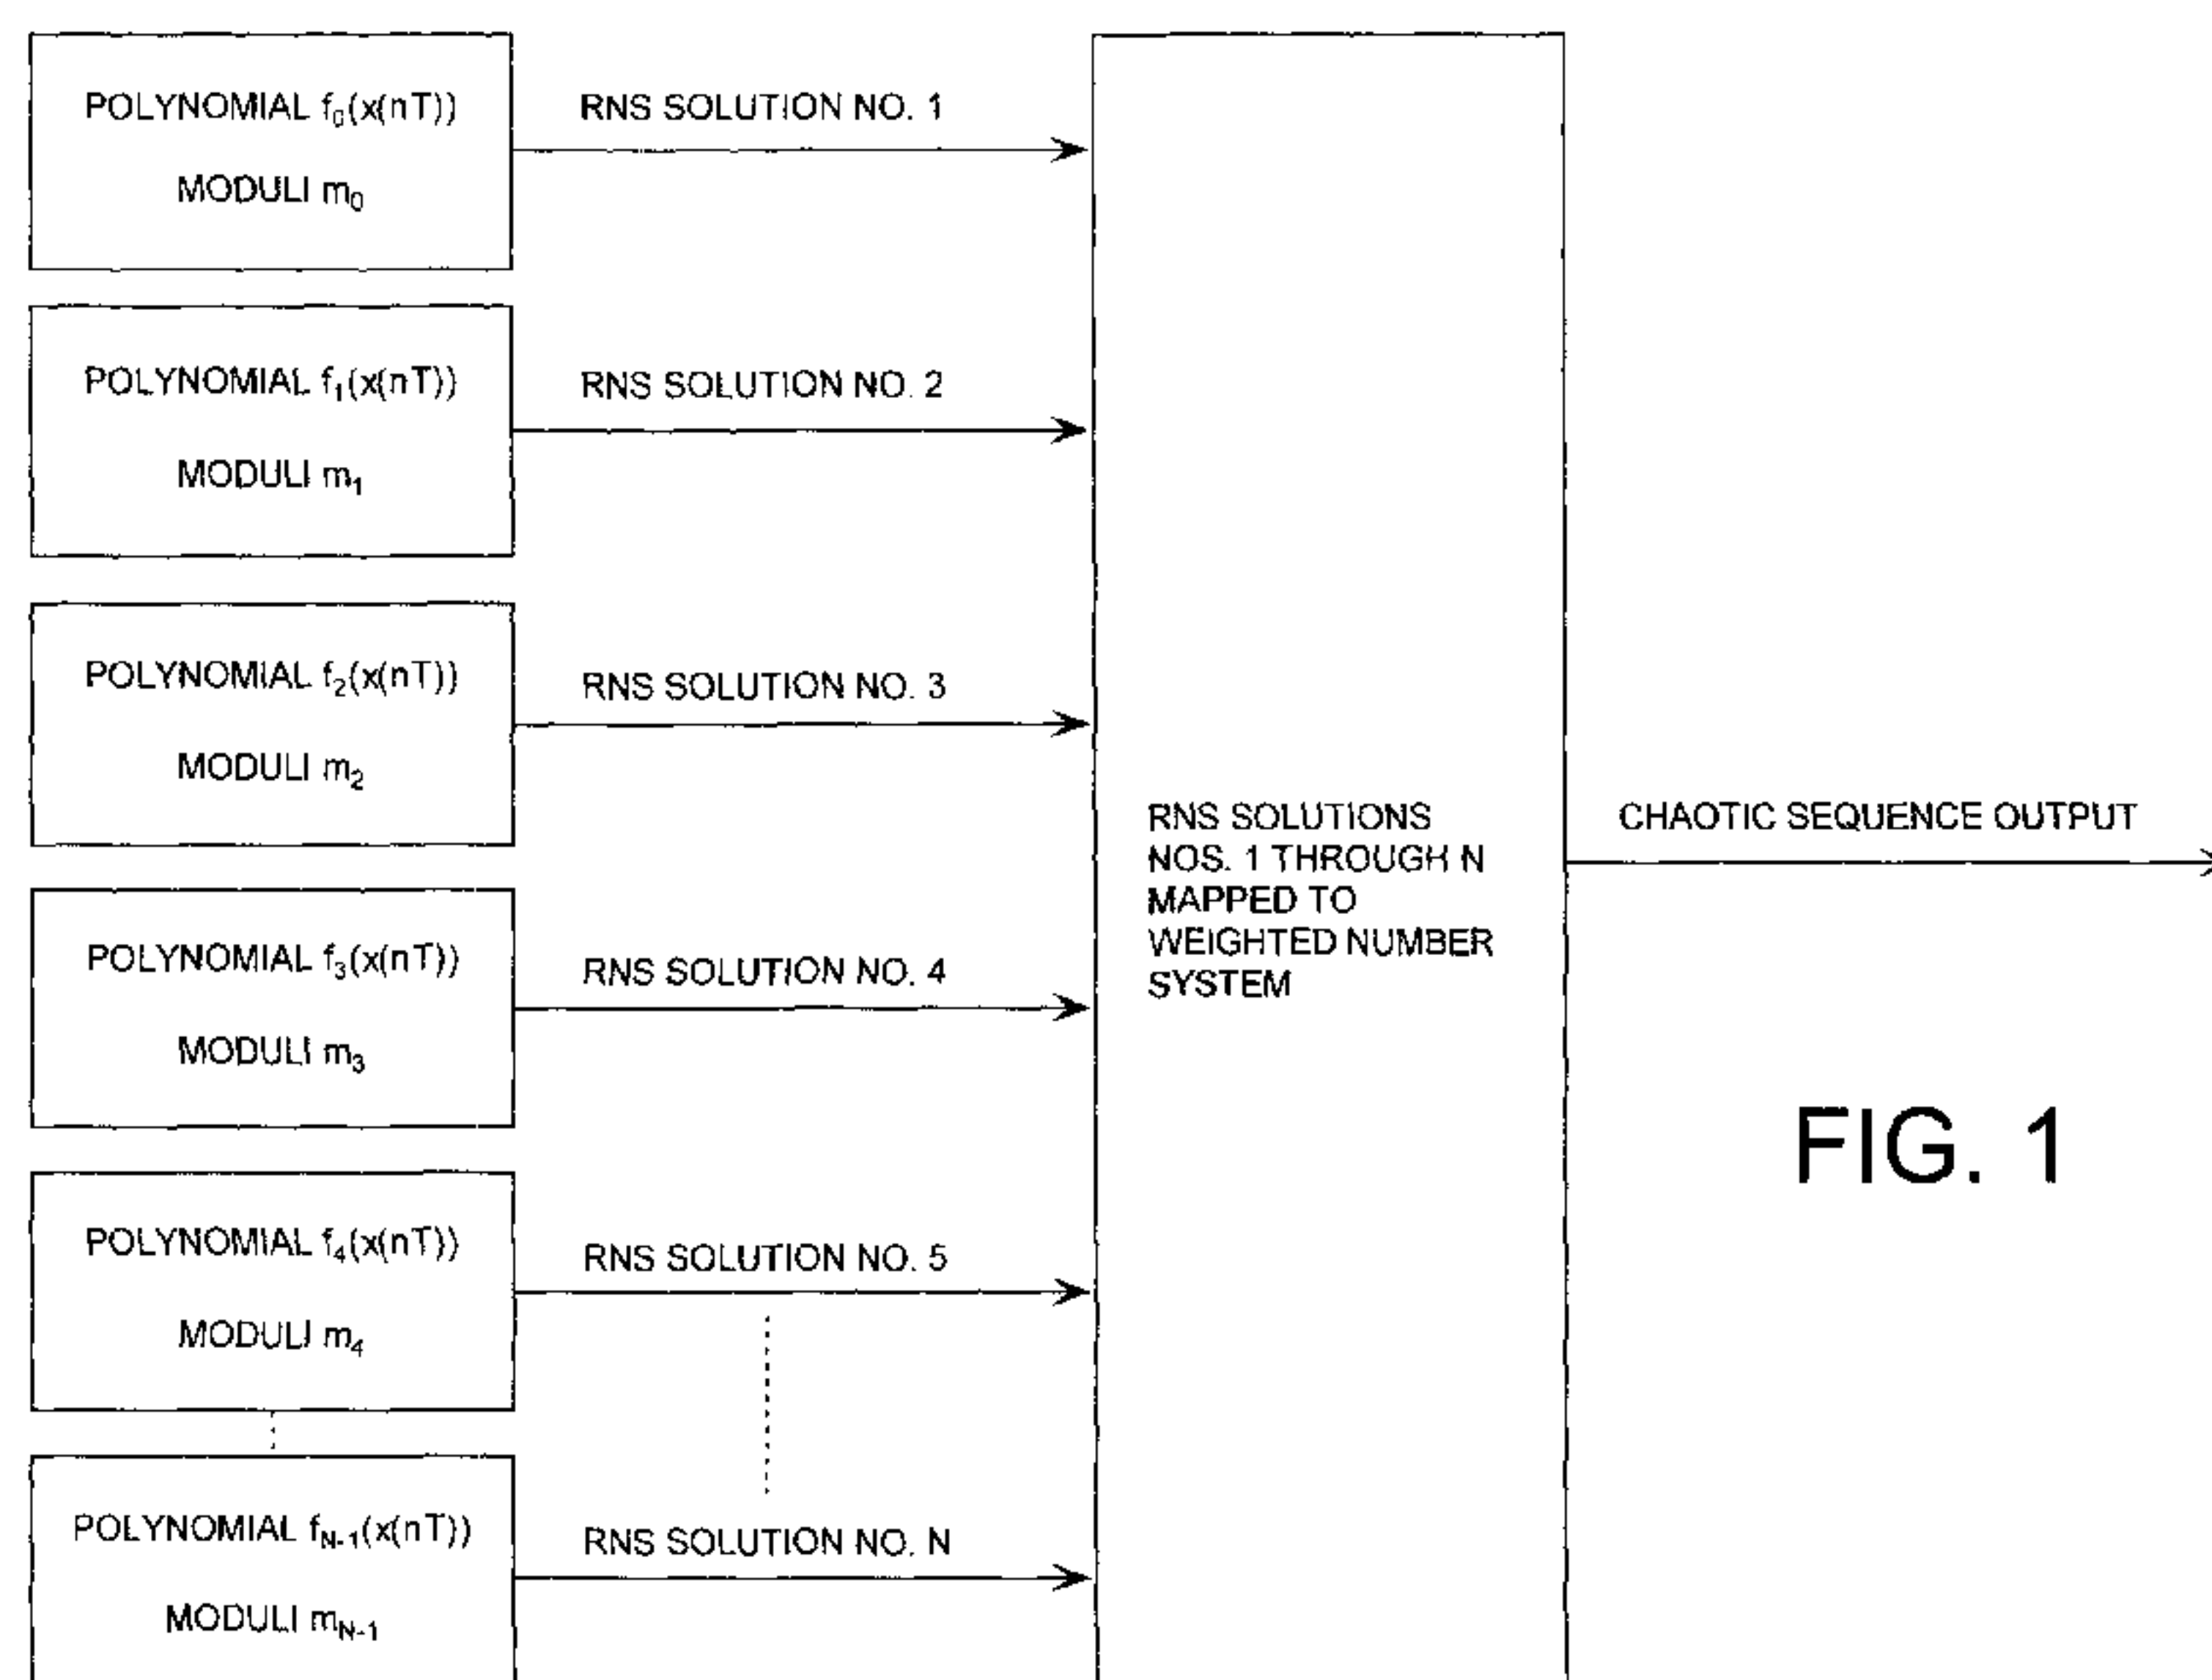 POLYNOMIAL f₀(x(nT))
MODULI m₀
RNS SOLUTION NO. 1
POLYNOMIAL f₁(x(nT))
MODULI m₁
RNS SOLUTION NO. 2
POLYNOMIAL f₂(x(nT))
MODULI m₂
RNS SOLUTION NO. 3
POLYNOMIAL f₃(x(nT))
MODULI m₃
RNS SOLUTION NO. 4
POLYNOMIAL f₄(x(nT))
MODULI m₄
RNS SOLUTION NO. 5
POLYNOMIAL f_{N-1}(x(nT))
MODULI m_{N-1}
RNS SOLUTION NO. N
RNS SOLUTIONS
NOS. 1 THROUGH N
MAPPED TO
WEIGHTED NUMBER
SYSTEM
CHAOTIC SEQUENCE OUTPUT
FIG. 1